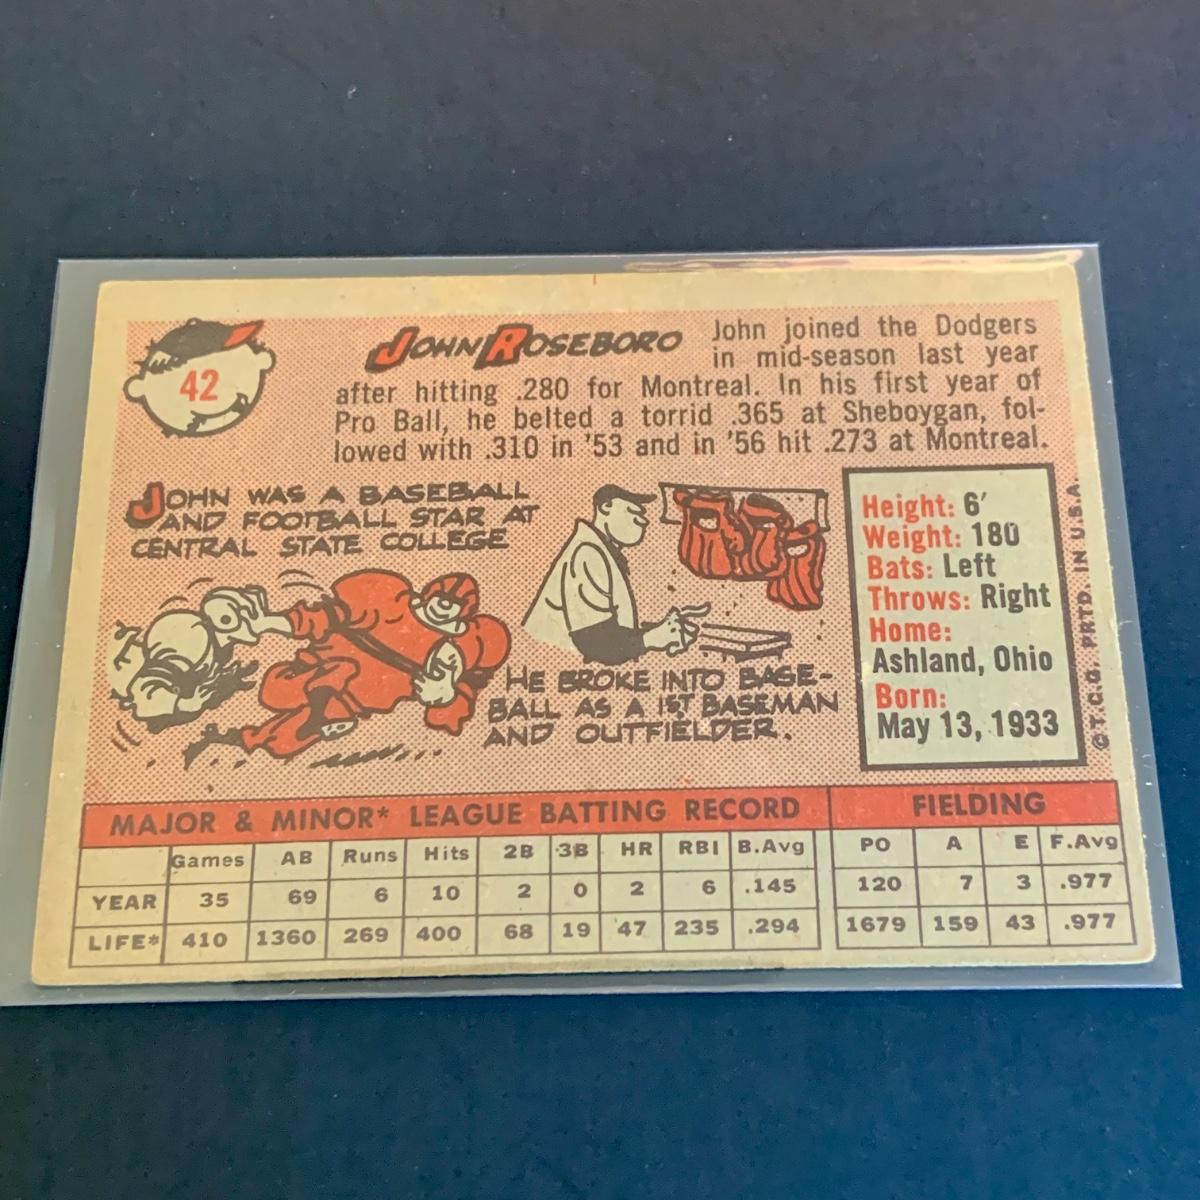 42
JOHN ROSEBORO
John joined the Dodgers
in mid-season last year
after hitting .280 for Montreal. In his first year of
Pro Ball, he belted a torrid .365 at Sheboygan, fol-
lowed with .310 in '53 and in '56 hit .273 at Montreal.
JOHN WAS A BASEBALL
AND FOOTBALL STAR AT
CENTRAL STATE COLLEGE
HE BROKE INTO BASE-
BALL AS A 1ST BASEMAN
AND OUTFIELDER.
Height: 6'
Weight: 180
Bats: Left
Throws: Right
Home:
Ashland, Ohio
Born:
May 13, 1933
© T.C.G. PRTD. IN U.S.A.
MAJOR & MINOR* LEAGUE BATTING RECORD FIELDING
Games AB Runs Hits 2B 3B HR RBI B.Avg PO A E F.Avg
YEAR 35 69 6 10 2 0 2 6 .145 120 7 3 .977
LIFE* 410 1360 269 400 68 19 47 235 .294 1679 159 43 .977